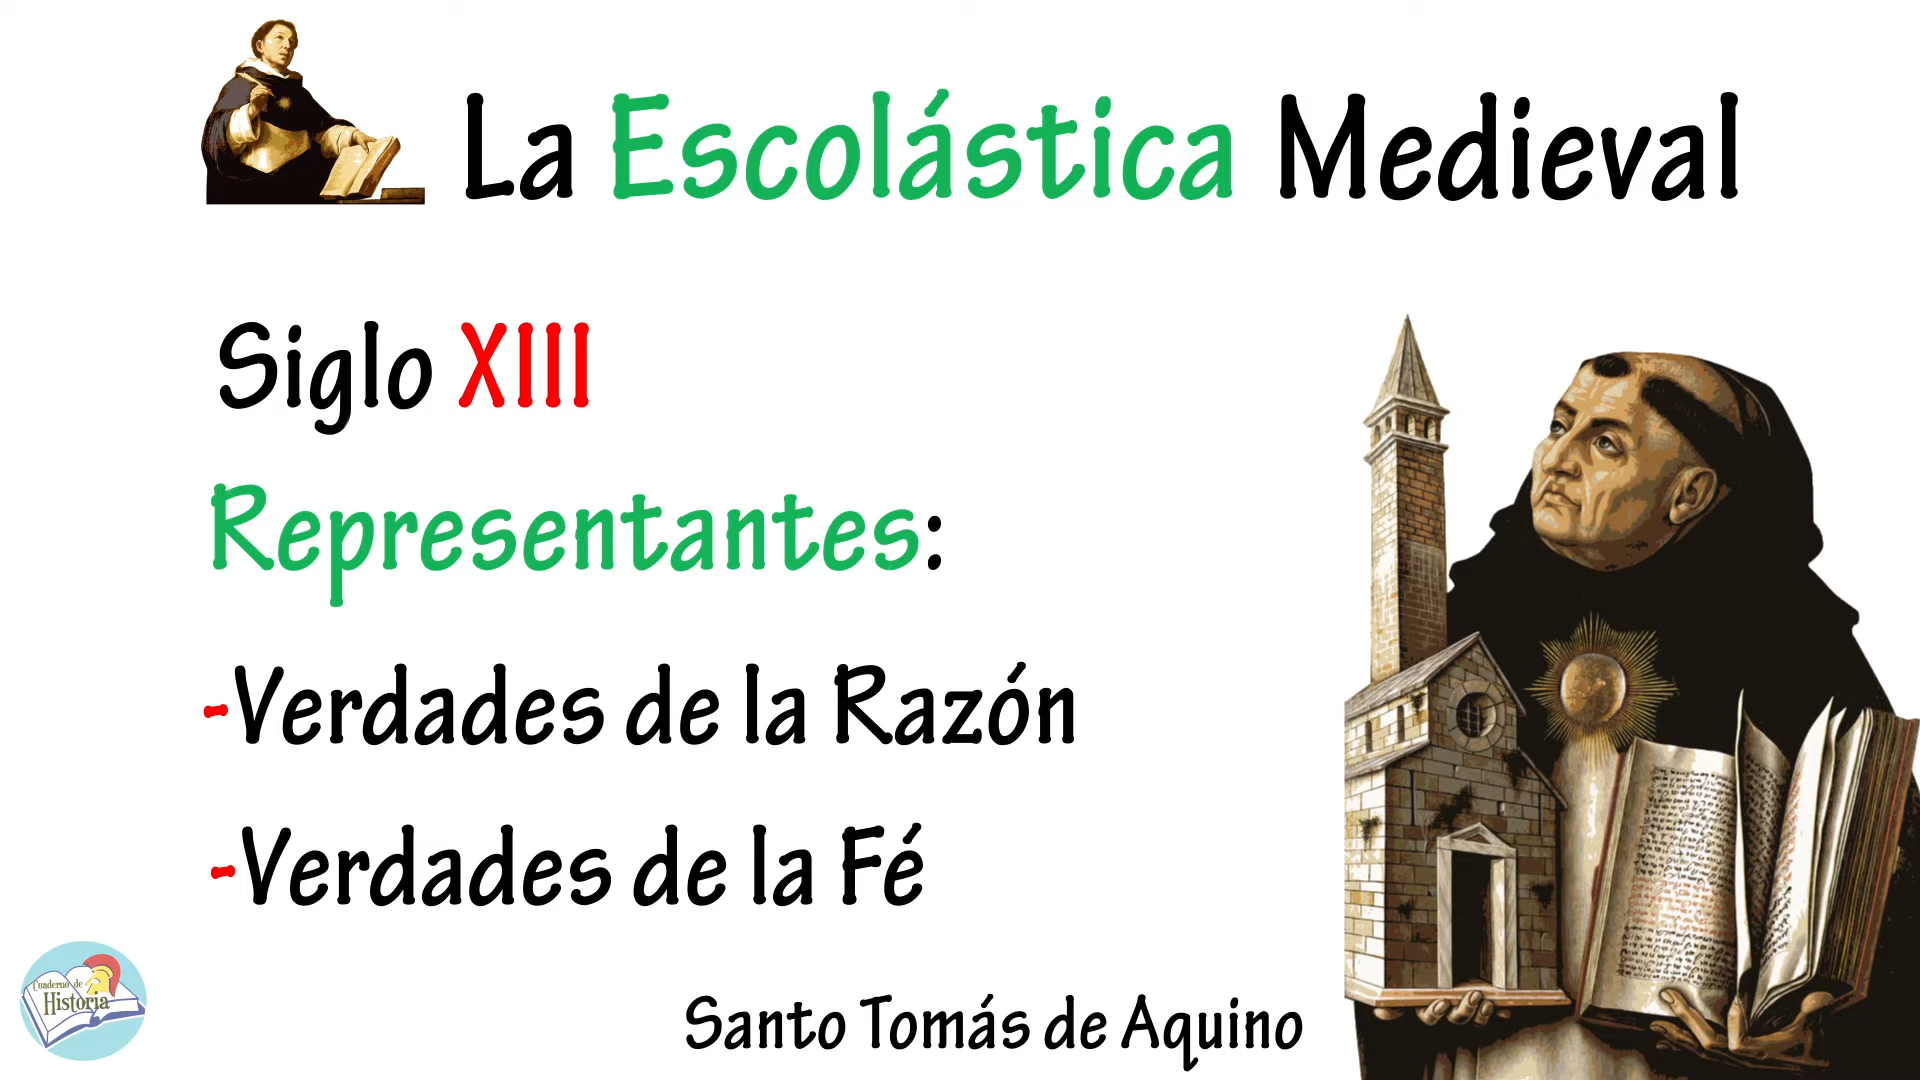 La Escolástica Medieval
Siglo XIII
Representantes:
-Verdades de la Razón
-Verdades de la Fé
Santo Tomás de Aquino
Cuaderno de
Historia